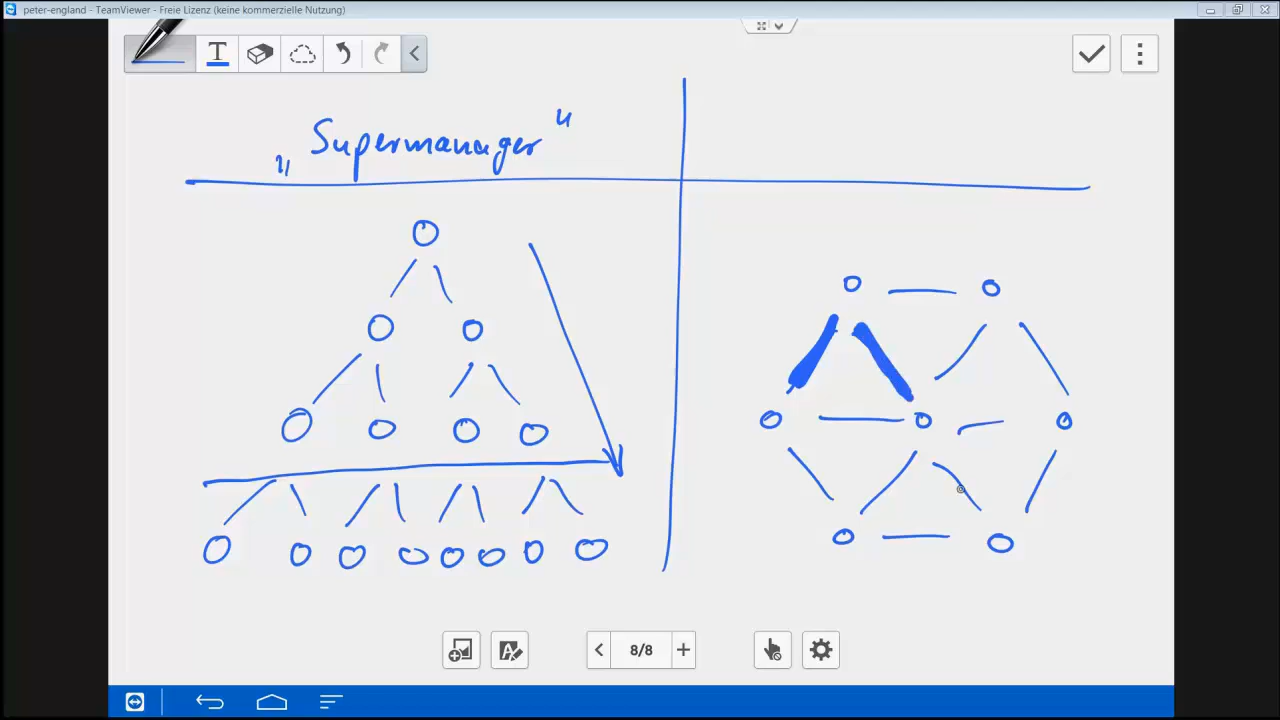 peter-england - TeamViewer - Freie Lizenz (keine kommerzielle Nutzung)
T
„Supermanager“
A
8/8